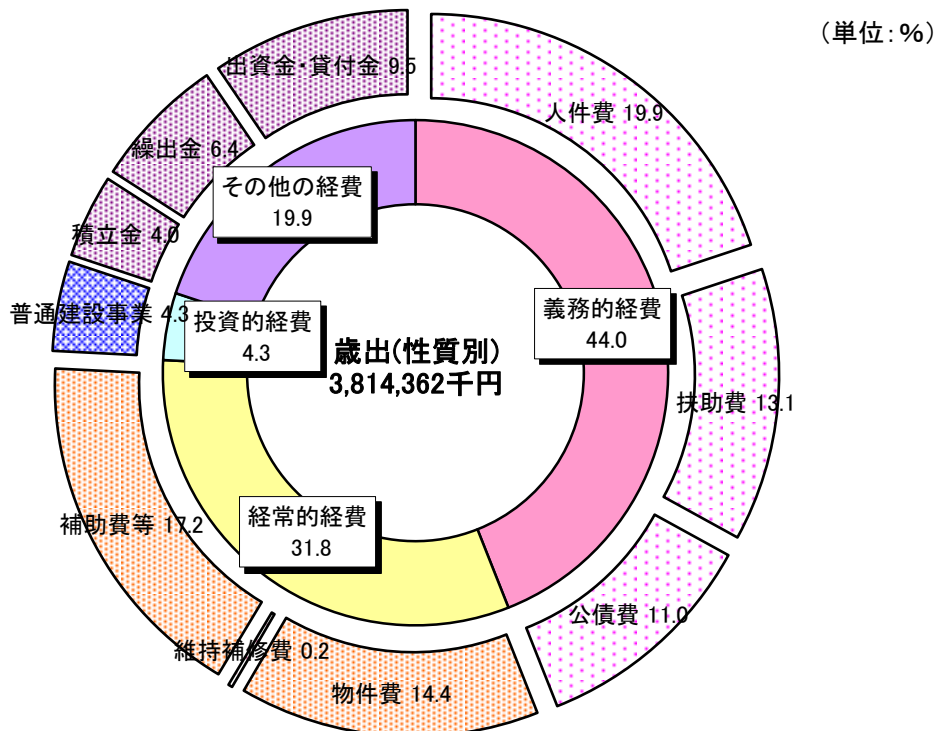 (単位：%)
出資金・貸付金 9.5
人件費 19.9
繰出金 6.4
その他の経費
19.9
積立金 4.0
普通建設事業 4.3
投資的経費
4.3
義務的経費
44.0
歳出(性質別)
3,814,362千円
扶助費 13.1
補助費等 17.2
経常的経費
31.8
公債費 11.0
維持補修費 0.2
物件費 14.4